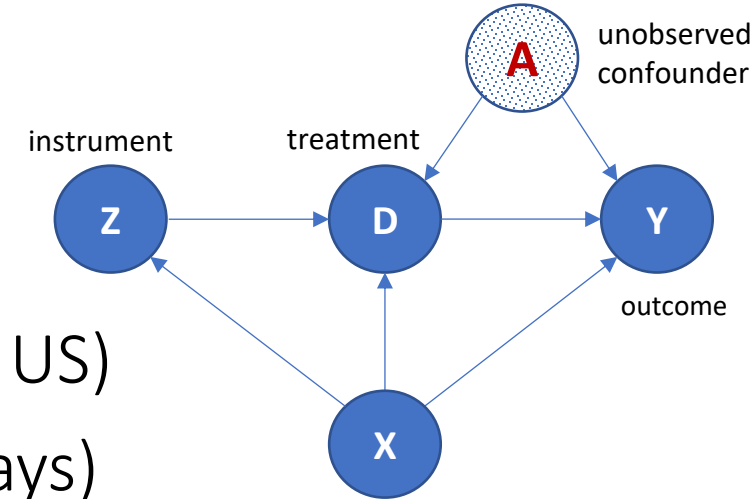 A
unobserved
confounder
instrument
treatment
Z
D
Y
outcome
US)
ays)
X